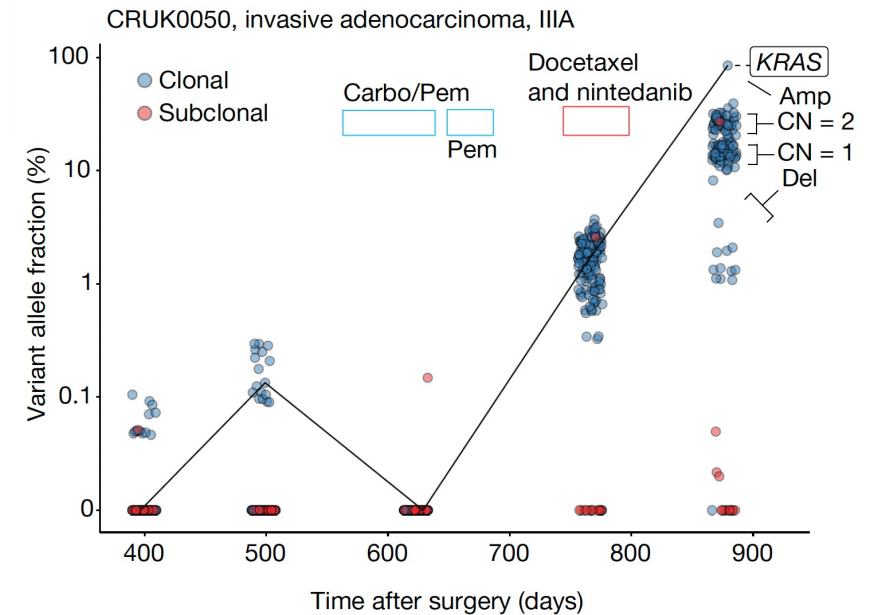 CRUK0050, invasive adenocarcinoma, IIIA
100
10
1
0.1
0
Variant allele fraction (%)
Clonal
Subclonal
Carbo/Pem
Pem
Docetaxel
and nintedanib
KRAS
Amp
CN = 2
CN = 1
Del
400
500
600
700
800
900
Time after surgery (days)